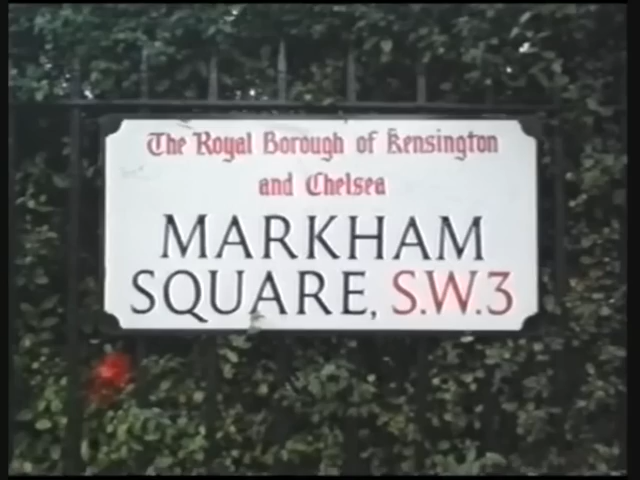 The Royal Borough of Kensington
and Chelsea
MARKHAM
SQUARE, S.W.3